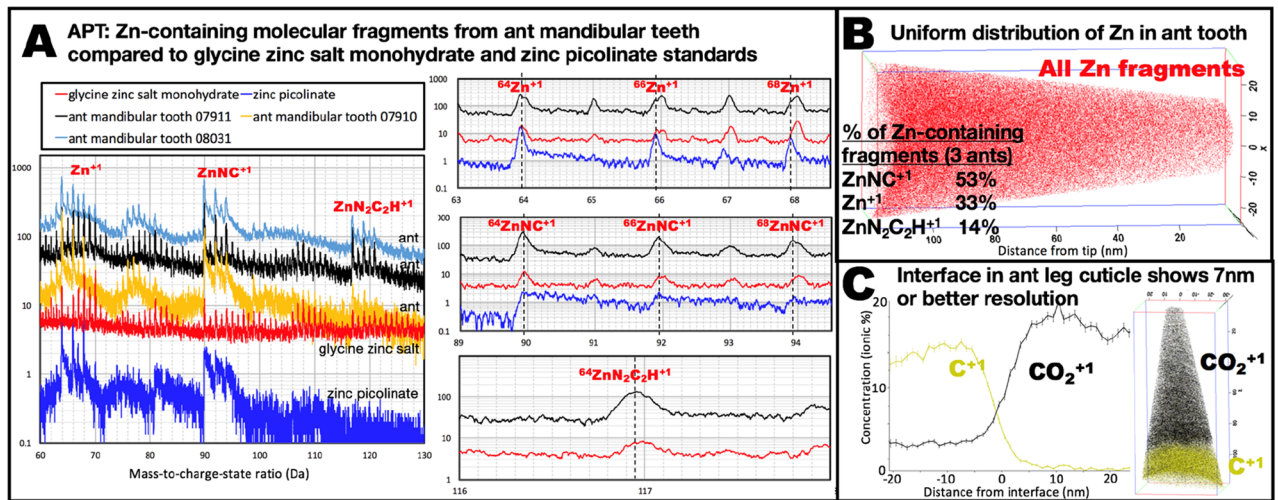 A
APT: Zn-containing molecular fragments from ant mandibular teeth
compared to glycine zinc salt monohydrate and zinc picolinate standards
glycine zinc salt monohydrate
zinc picolinate
ant mandibular tooth 07911
ant mandibular tooth 07910
ant mandibular tooth 08031
1000
100
10
1
0.1
Zn+1
ZnNC+1
ZnN2C2H+1
ant
ant
ant
glycine zinc salt
zinc picolinate
60 70 80 90 100 110 120 130
Mass-to-charge-state ratio (Da)
64Zn+1
66Zn+1
68Zn+1
1000
100
10
1
0.1
63 64 65 66 67 68
64ZnNC+1
66ZnNC+1
68ZnNC+1
100
10
1
0.1
89 90 91 92 93 94
64ZnN2C2H+1
100
10
1
116 117
B
Uniform distribution of Zn in ant tooth
All Zn fragments
% of Zn-containing
fragments (3 ants)
ZnNC+1 53%
Zn+1 33%
ZnN2C2H+1 14%
20
10
0
-10
-20
x
100 80 60 40 20
Distance from tip (nm)
C
Interface in ant leg cuticle shows 7nm
or better resolution
20
10
0
Concentration (ionic %)
C+1
CO2+1
-20 -10 0 10 20
Distance from interface (nm)
CO2+1
C+1